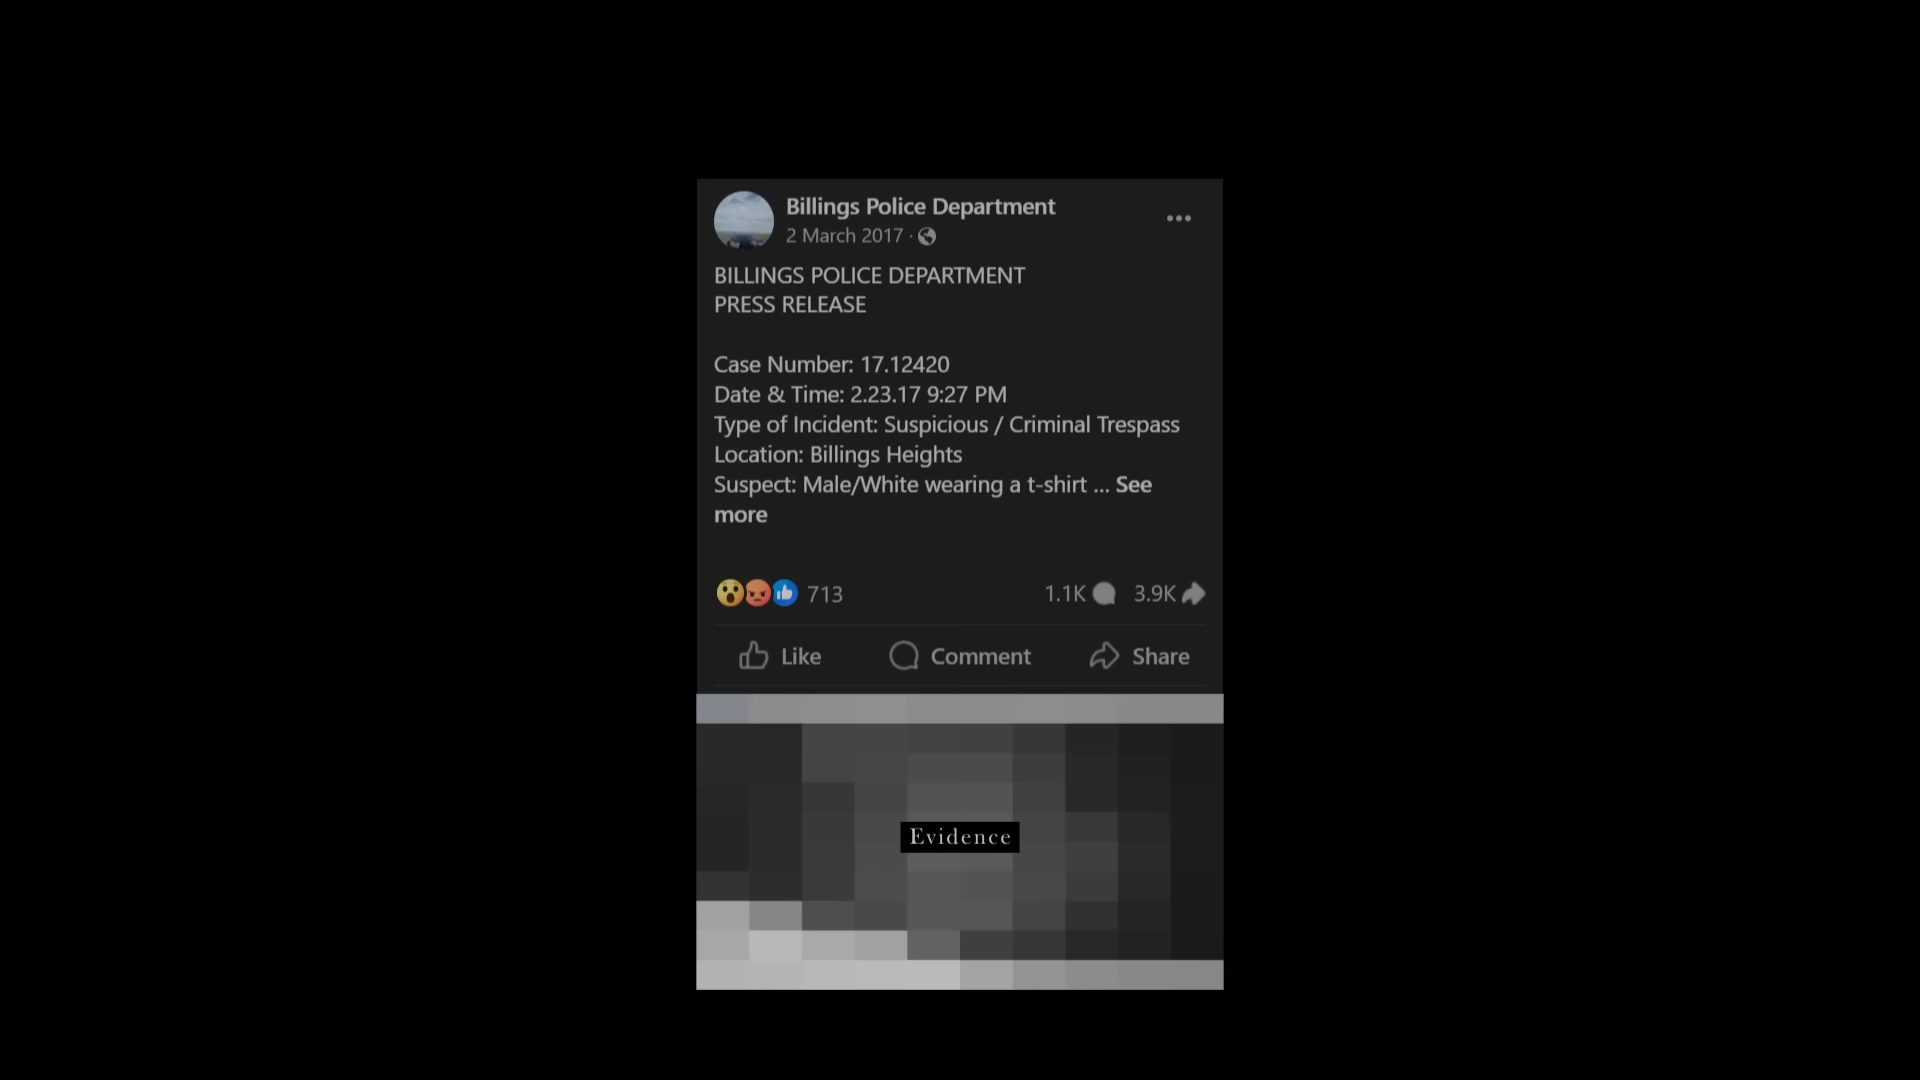 Billings Police Department
2 March 2017 ·
BILLINGS POLICE DEPARTMENT
PRESS RELEASE
Case Number: 17.12420
Date & Time: 2.23.17 9:27 PM
Type of Incident: Suspicious / Criminal Trespass
Location: Billings Heights
Suspect: Male/White wearing a t-shirt ... See
more
713 1.1K 3.9K
Like Comment Share
Evidence